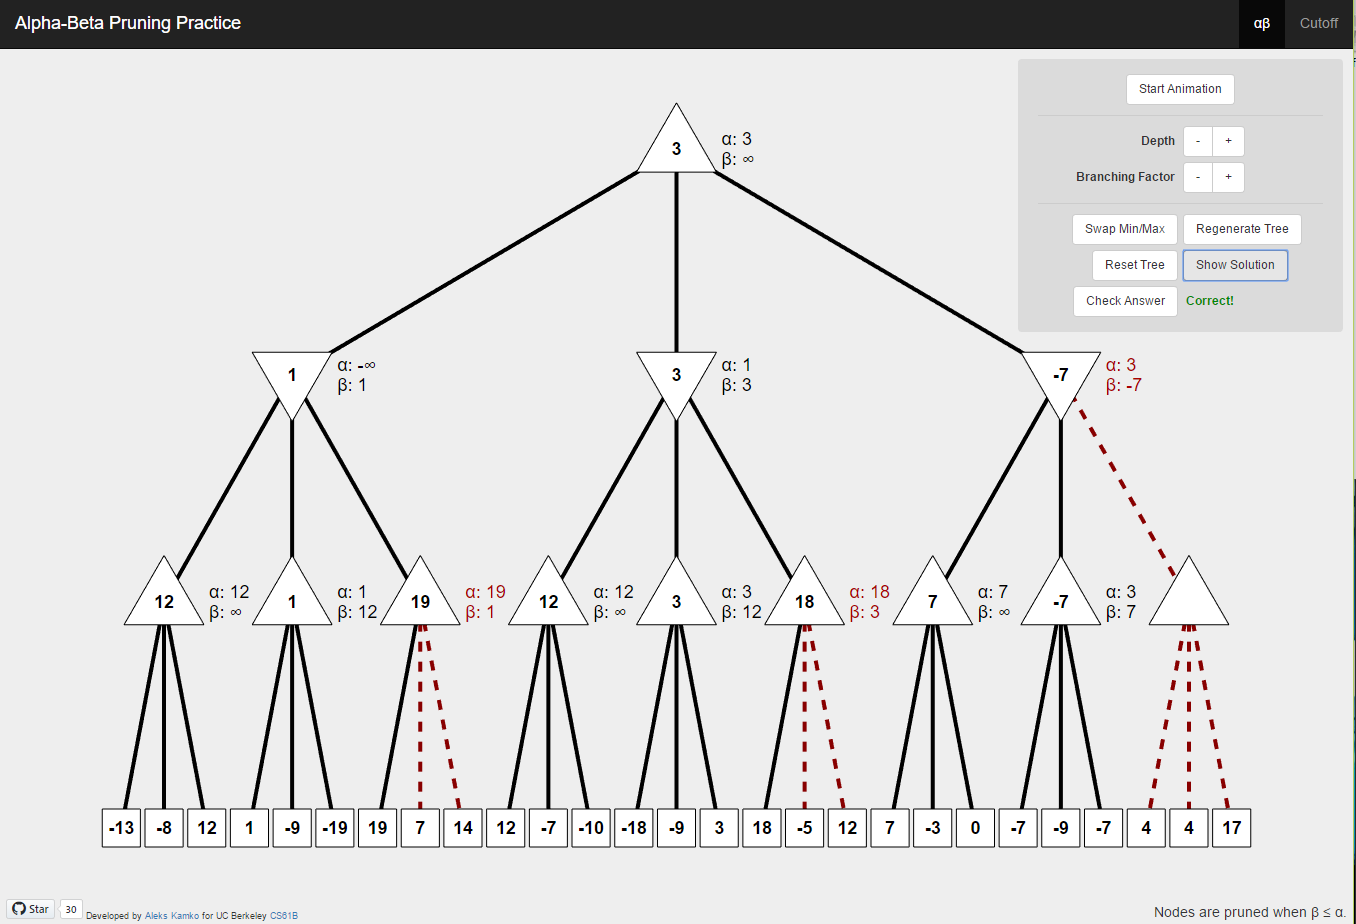 Alpha-Beta Pruning Practice
αβ
Cutoff
Start Animation
Depth
-
+
Branching Factor
-
+
Swap Min/Max
Regenerate Tree
Reset Tree
Show Solution
Check Answer
Correct!
3
α: 3
β: ∞
1
α: -∞
β: 1
3
α: 1
β: 3
-7
α: 3
β: -7
12
α: 12
β: ∞
1
α: 1
β: 12
19
α: 19
β: 1
12
α: 12
β: ∞
3
α: 3
β: 12
18
α: 18
β: 3
7
α: 7
β: ∞
-7
α: 3
β: 7
-13 -8 12 1 -9 -19 19 7 14 12 -7 -10 -18 -9 3 18 -5 12 7 -3 0 -7 -9 -7 4 4 17
Star 30
Developed by Aleks Kamko for UC Berkeley CS61B
Nodes are pruned when β ≤ α.